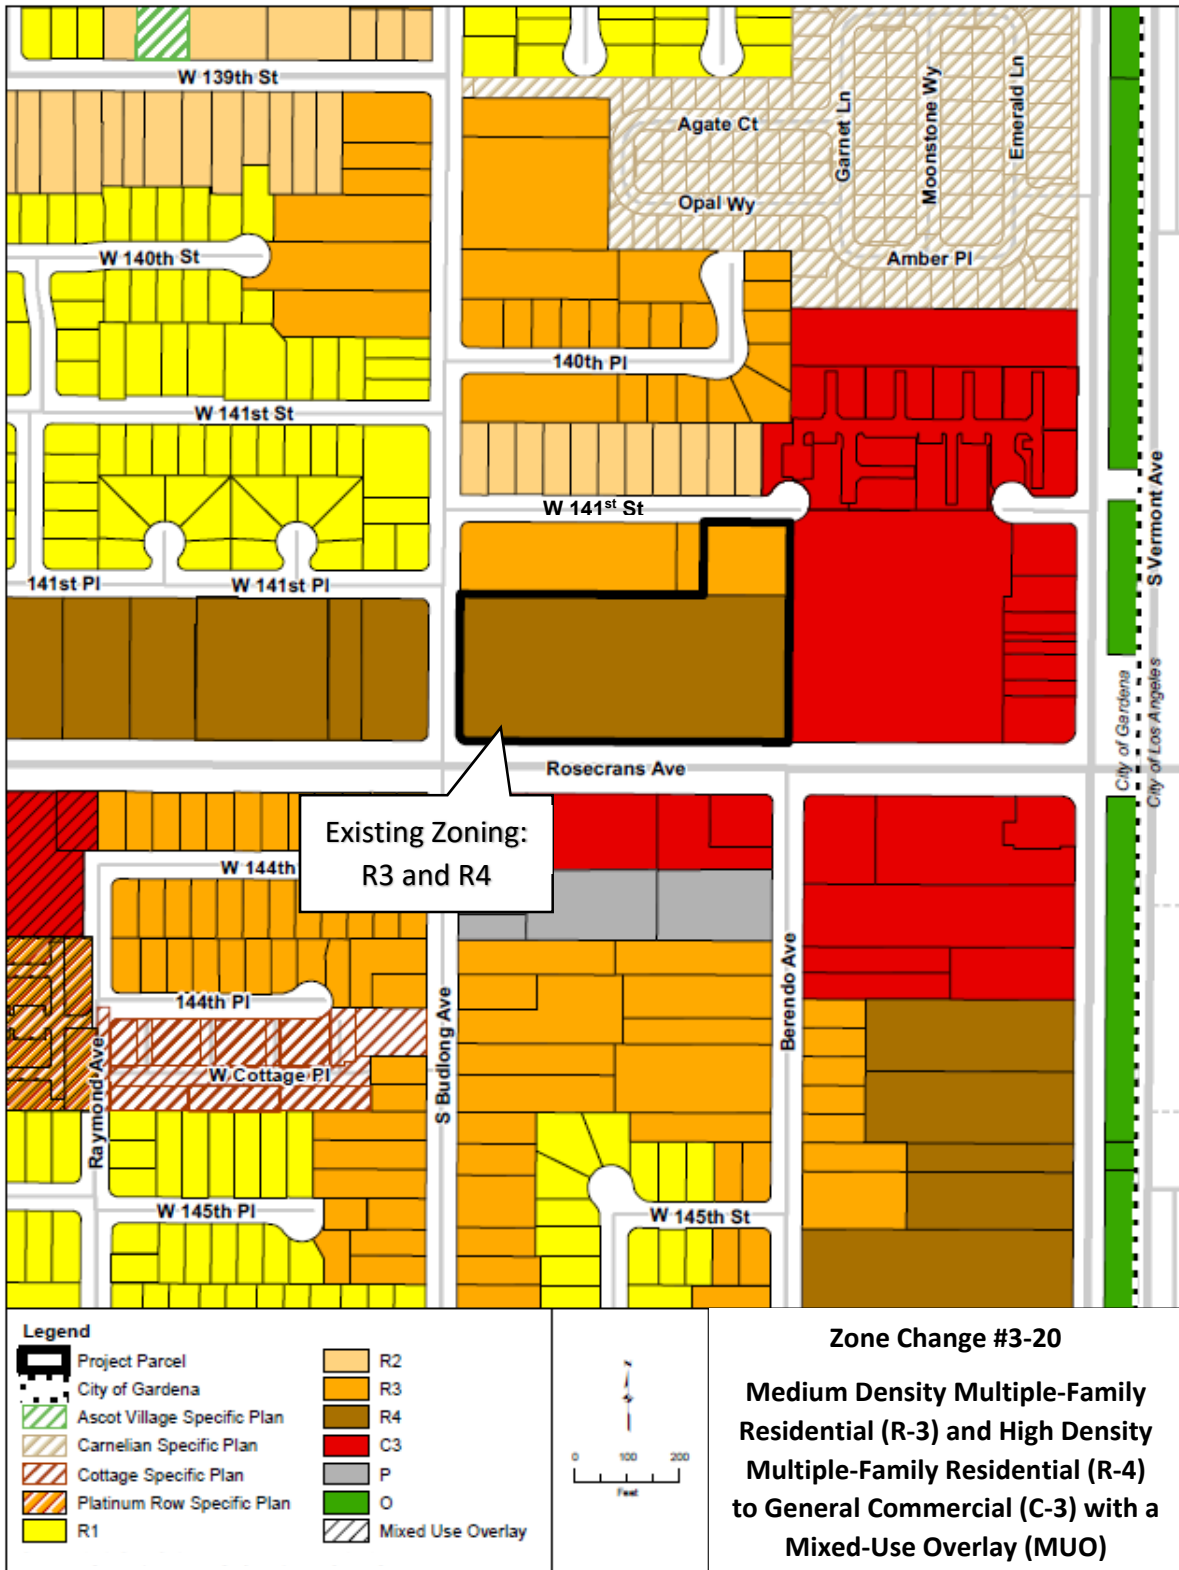 W 139th St
Agate Ct
Garnet Ln
Moonstone Wy
Emerald Ln
Opal Wy
W 140th St
Amber Pl
140th Pl
W 141st St
W 141st St
S Vermont Ave
141st Pl
W 141st Pl
City of Gardena
City of Los Angeles
Rosecrans Ave
Existing Zoning:
R3 and R4
W 144th
144th Pl
Raymond Ave
W Cottage Pl
S Budlong Ave
Berendo Ave
W 145th Pl
W 145th St
Legend
Project Parcel
City of Gardena
Ascot Village Specific Plan
Carnelian Specific Plan
Cottage Specific Plan
Platinum Row Specific Plan
R1
R2
R3
R4
C3
P
O
Mixed Use Overlay
N
0 100 200
Feet
Zone Change #3-20
Medium Density Multiple-Family
Residential (R-3) and High Density
Multiple-Family Residential (R-4)
to General Commercial (C-3) with a
Mixed-Use Overlay (MUO)